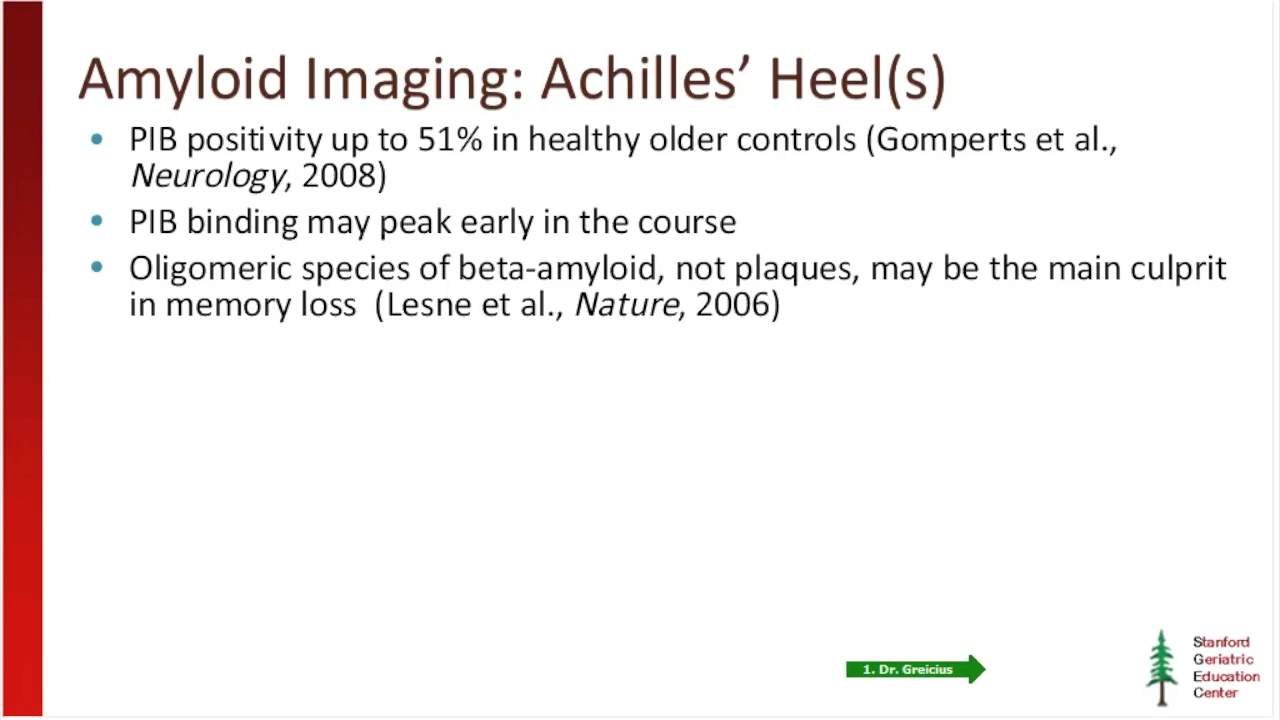 Amyloid Imaging: Achilles’ Heel(s)
• PIB positivity up to 51% in healthy older controls (Gomperts et al.,
Neurology, 2008)
• PIB binding may peak early in the course
• Oligomeric species of beta-amyloid, not plaques, may be the main culprit
in memory loss  (Lesne et al., Nature, 2006)
1. Dr. Greicius
Stanford
Geriatric
Education
Center